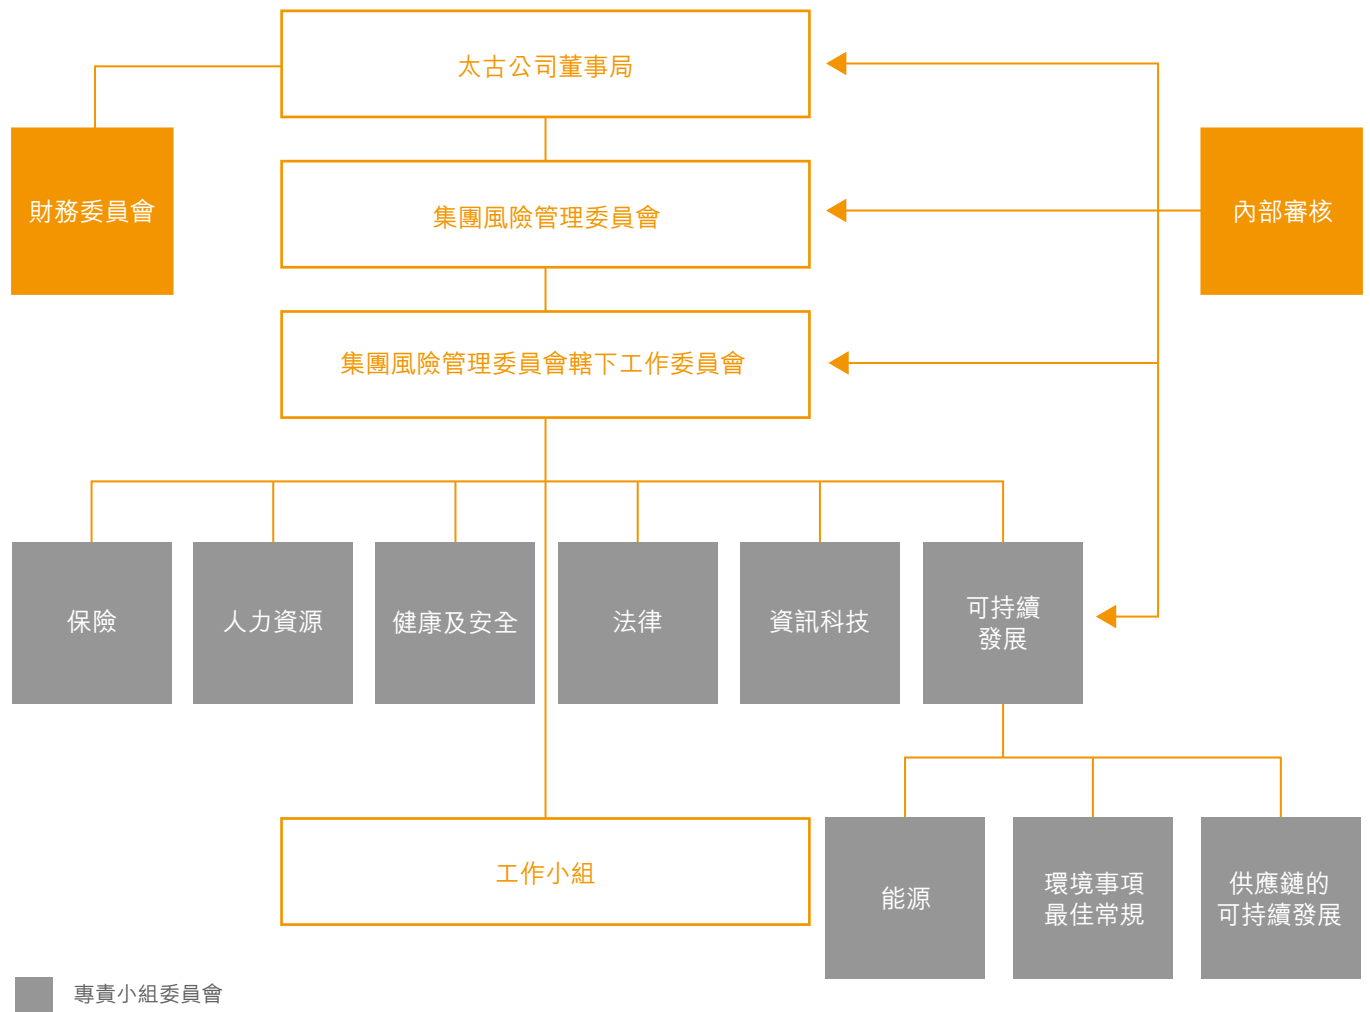 太古公司董事局
財務委員會
內部審核
集團風險管理委員會
集團風險管理委員會轄下工作委員會
保險
人力資源
健康及安全
法律
資訊科技
可持續
發展
工作小組
能源
環境事項
最佳常規
供應鏈的
可持續發展
專責小組委員會